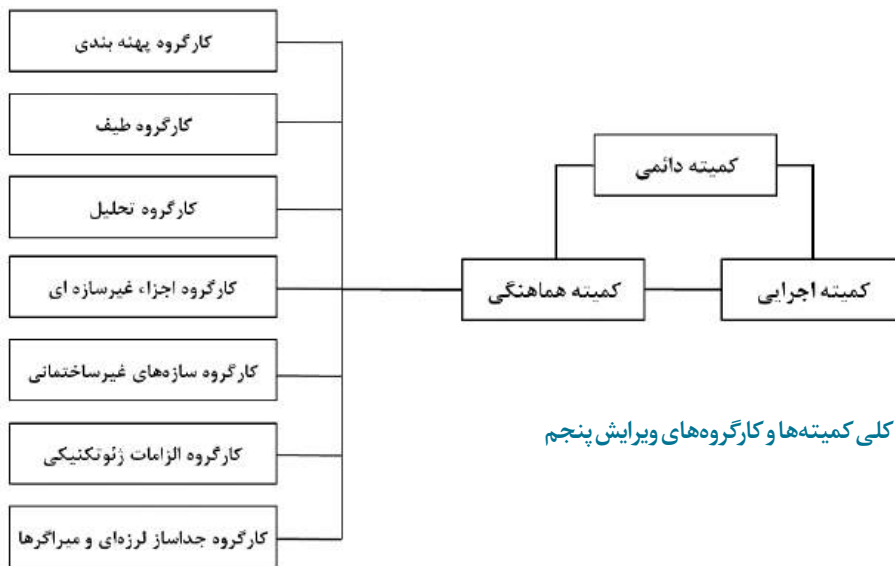 کمیته دائمی
کمیته اجرایی
کمیته هماهنگی
کارگروه پهنه بندی
کارگروه طیف
کارگروه تحلیل
کارگروه اجزاء غیرسازه ای
کارگروه سازه‌های غیرساختمانی
کارگروه الزامات ژئوتکنیکی
کارگروه جداساز لرزه‌ای و میراگرها
کلی کمیته‌ها و کارگروه‌های ویرایش پنجم